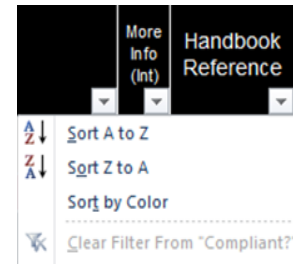 More
Info
(Int)
Handbook
Reference
Sort A to Z
Sort Z to A
Sort by Color
Clear Filter From "Compliant?"